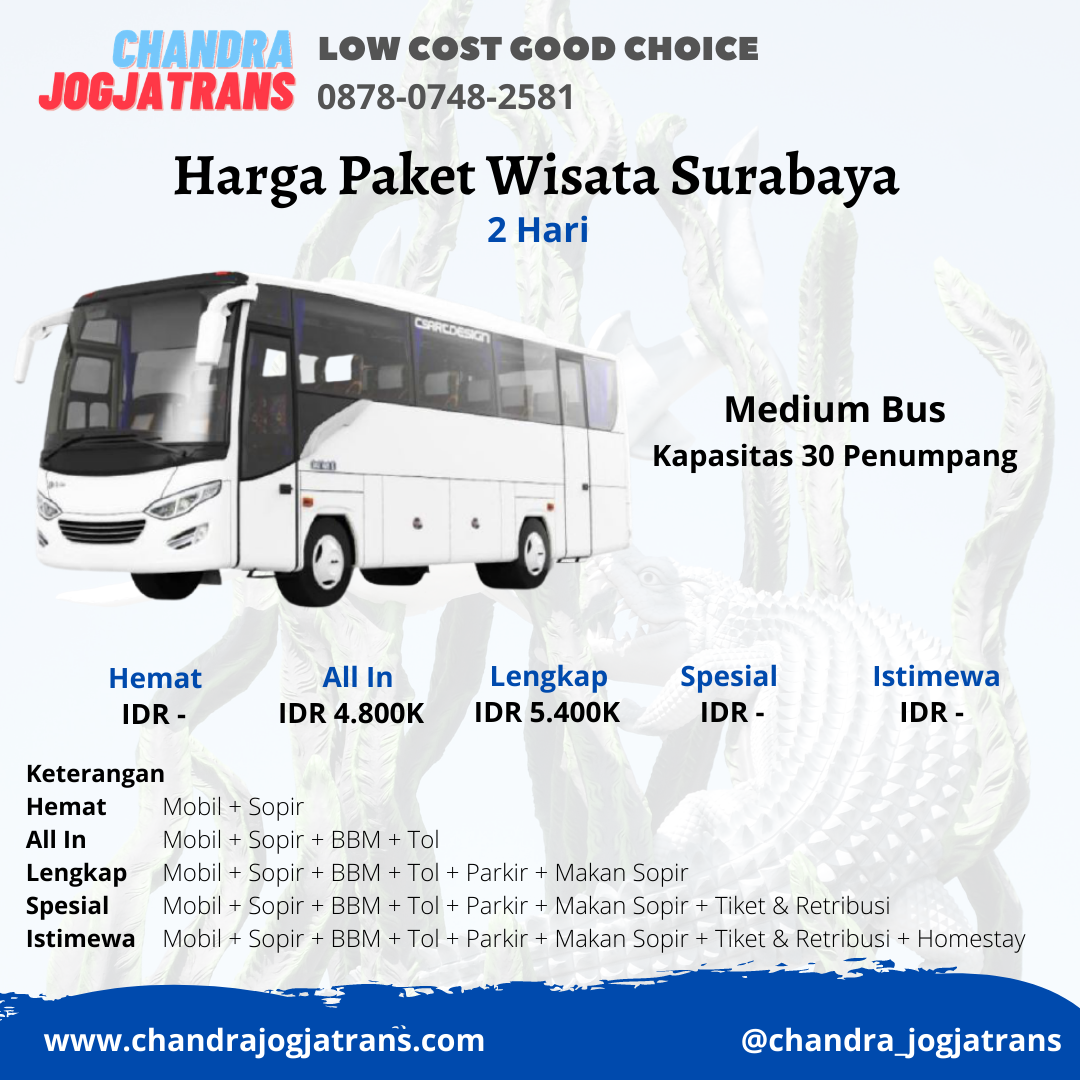 CHANDRA
JOGJATRANS
LOW COST GOOD CHOICE
0878-0748-2581
Harga Paket Wisata Surabaya
2 Hari
CSARTDESIGN
Medium Bus
Kapasitas 30 Penumpang
Hemat All In Lengkap Spesial Istimewa
IDR - IDR 4.800K IDR 5.400K IDR - IDR -
Keterangan
Hemat Mobil + Sopir
All In Mobil + Sopir + BBM + Tol
Lengkap Mobil + Sopir + BBM + Tol + Parkir + Makan Sopir
Spesial Mobil + Sopir + BBM + Tol + Parkir + Makan Sopir + Tiket & Retribusi
Istimewa Mobil + Sopir + BBM + Tol + Parkir + Makan Sopir + Tiket & Retribusi + Homestay
www.chandrajogjatrans.com
@chandra_jogjatrans